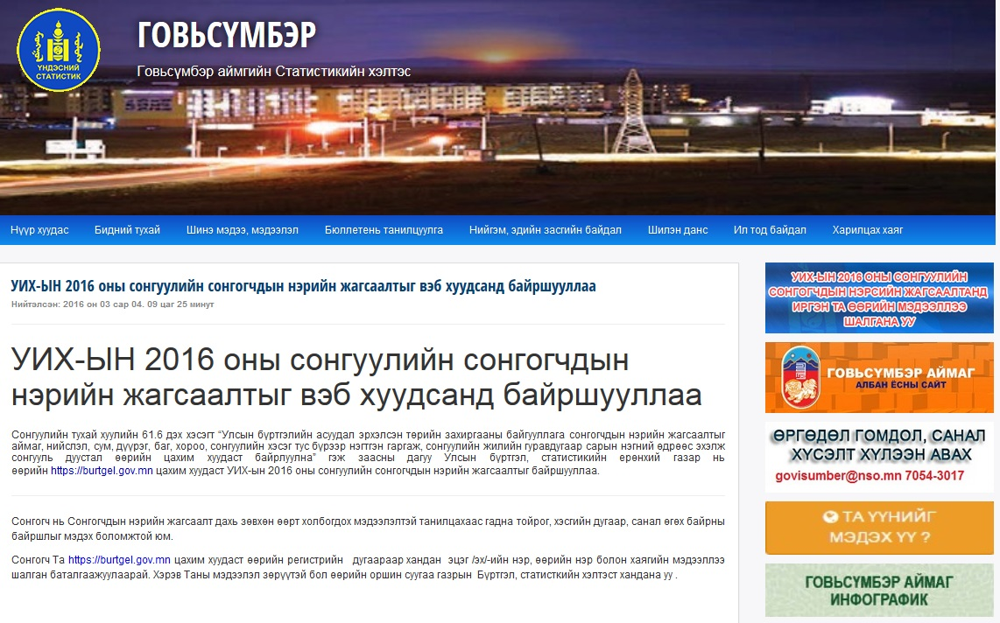 ҮНДЭСНИЙ
СТАТИСТИК
ГОВЬСҮМБЭР
Говьсүмбэр аймгийн Статистикийн хэлтэс
Нүүр хуудас Бидний тухай Шинэ мэдээ, мэдээлэл Бюллетень танилцуулга Нийгэм, эдийн засгийн байдал Шилэн данс Ил тод байдал Харилцах хаяг
УИХ-ЫН 2016 оны сонгуулийн сонгогчдын нэрийн жагсаалтыг вэб хуудсанд байршууллаа
Нийтэлсэн: 2016 он 03 сар 04. 09 цаг 25 минут
УИХ-ЫН 2016 оны сонгуулийн сонгогчдын
нэрийн жагсаалтыг вэб хуудсанд байршууллаа
Сонгуулийн тухай хуулийн 61.6 дэх хэсэгт “Улсын бүртгэлийн асуудал эрхэлсэн төрийн захиргааны байгууллага сонгогчдын нэрийн жагсаалтыг
аймаг, нийслэл, сум, дүүрэг, баг, хороо, сонгуулийн хэсэг тус бүрээр нэгтгэн гаргаж, сонгуулийн жилийн гуравдугаар сарын нэгний өдрөөс эхэлж
сонгууль дуустал өөрийн цахим хуудаст байрлуулна” гэж заасны дагуу Улсын бүртгэл, статистикийн ерөнхий газар нь
өөрийн https://burtgel.gov.mn цахим хуудаст УИХ-ын 2016 оны сонгуулийн сонгогчдын нэрийн жагсаалтыг байршууллаа.
Сонгогч нь Сонгогчдын нэрийн жагсаалт дахь зөвхөн өөрт холбогдох мэдээлэлтэй танилцахаас гадна тойрог, хэсгийн дугаар, санал өгөх байрны
байршлыг мэдэх боломжтой юм.
Сонгогч Та https://burtgel.gov.mn цахим хуудаст өөрийн регистрийн дугаараар хандан эцэг /эх/-ийн нэр, өөрийн нэр болон хаягийн мэдээллээ
шалган баталгаажуулаарай. Хэрэв Таны мэдээлэл зөрүүтэй бол өөрийн оршин суугаа газрын Бүртгэл, статисткийн хэлтэст хандана уу .
УИХ-ЫН 2016 ОНЫ СОНГУУЛИЙН
СОНГОГЧДЫН НЭРСИЙН ЖАГСААЛТАНД
ИРГЭН ТА ӨӨРИЙН МЭДЭЭЛЛЭЭ
ШАЛГАНА УУ
ГОВЬСҮМБЭР АЙМАГ
АЛБАН ЁСНЫ САЙТ
ӨРГӨДӨЛ ГОМДОЛ, САНАЛ
ХҮСЭЛТ ХҮЛЭЭН АВАХ
govisumber@nso.mn 7054-3017
ТА ҮҮНИЙГ
МЭДЭХ ҮҮ ?
ГОВЬСҮМБЭР АЙМАГ
ИНФОГРАФИК